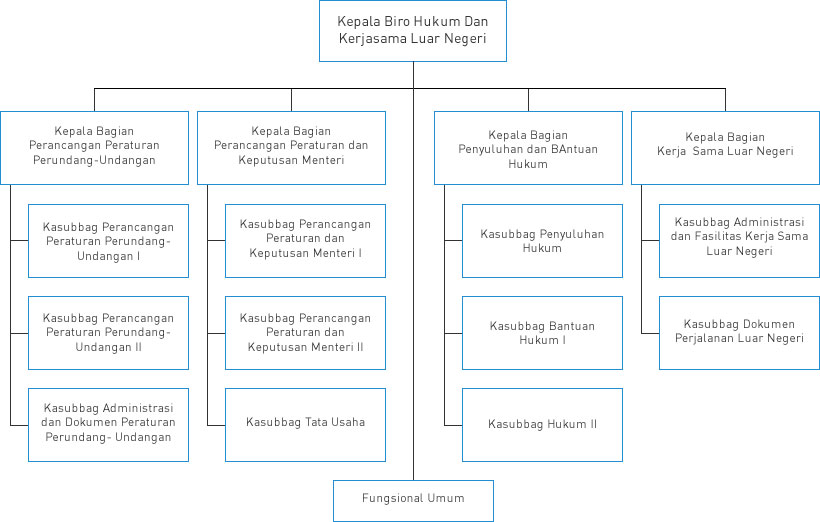 Kepala Biro Hukum Dan
Kerjasama Luar Negeri
Kepala Bagian
Perancangan Peraturan
Perundang-Undangan
Kepala Bagian
Perancangan Peraturan dan
Keputusan Menteri
Kepala Bagian
Penyuluhan dan BAntuan
Hukum
Kepala Bagian
Kerja Sama Luar Negeri
Kasubbag Perancangan
Peraturan Perundang-
Undangan I
Kasubbag Perancangan
Peraturan dan
Keputusan Menteri I
Kasubbag Penyuluhan
Hukum
Kasubbag Administrasi
dan Fasilitas Kerja Sama
Luar Negeri
Kasubbag Perancangan
Peraturan Perundang-
Undangan II
Kasubbag Perancangan
Peraturan dan
Keputusan Menteri II
Kasubbag Bantuan
Hukum I
Kasubbag Dokumen
Perjalanan Luar Negeri
Kasubbag Administrasi
dan Dokumen Peraturan
Perundang- Undangan
Kasubbag Tata Usaha
Kasubbag Hukum II
Fungsional Umum